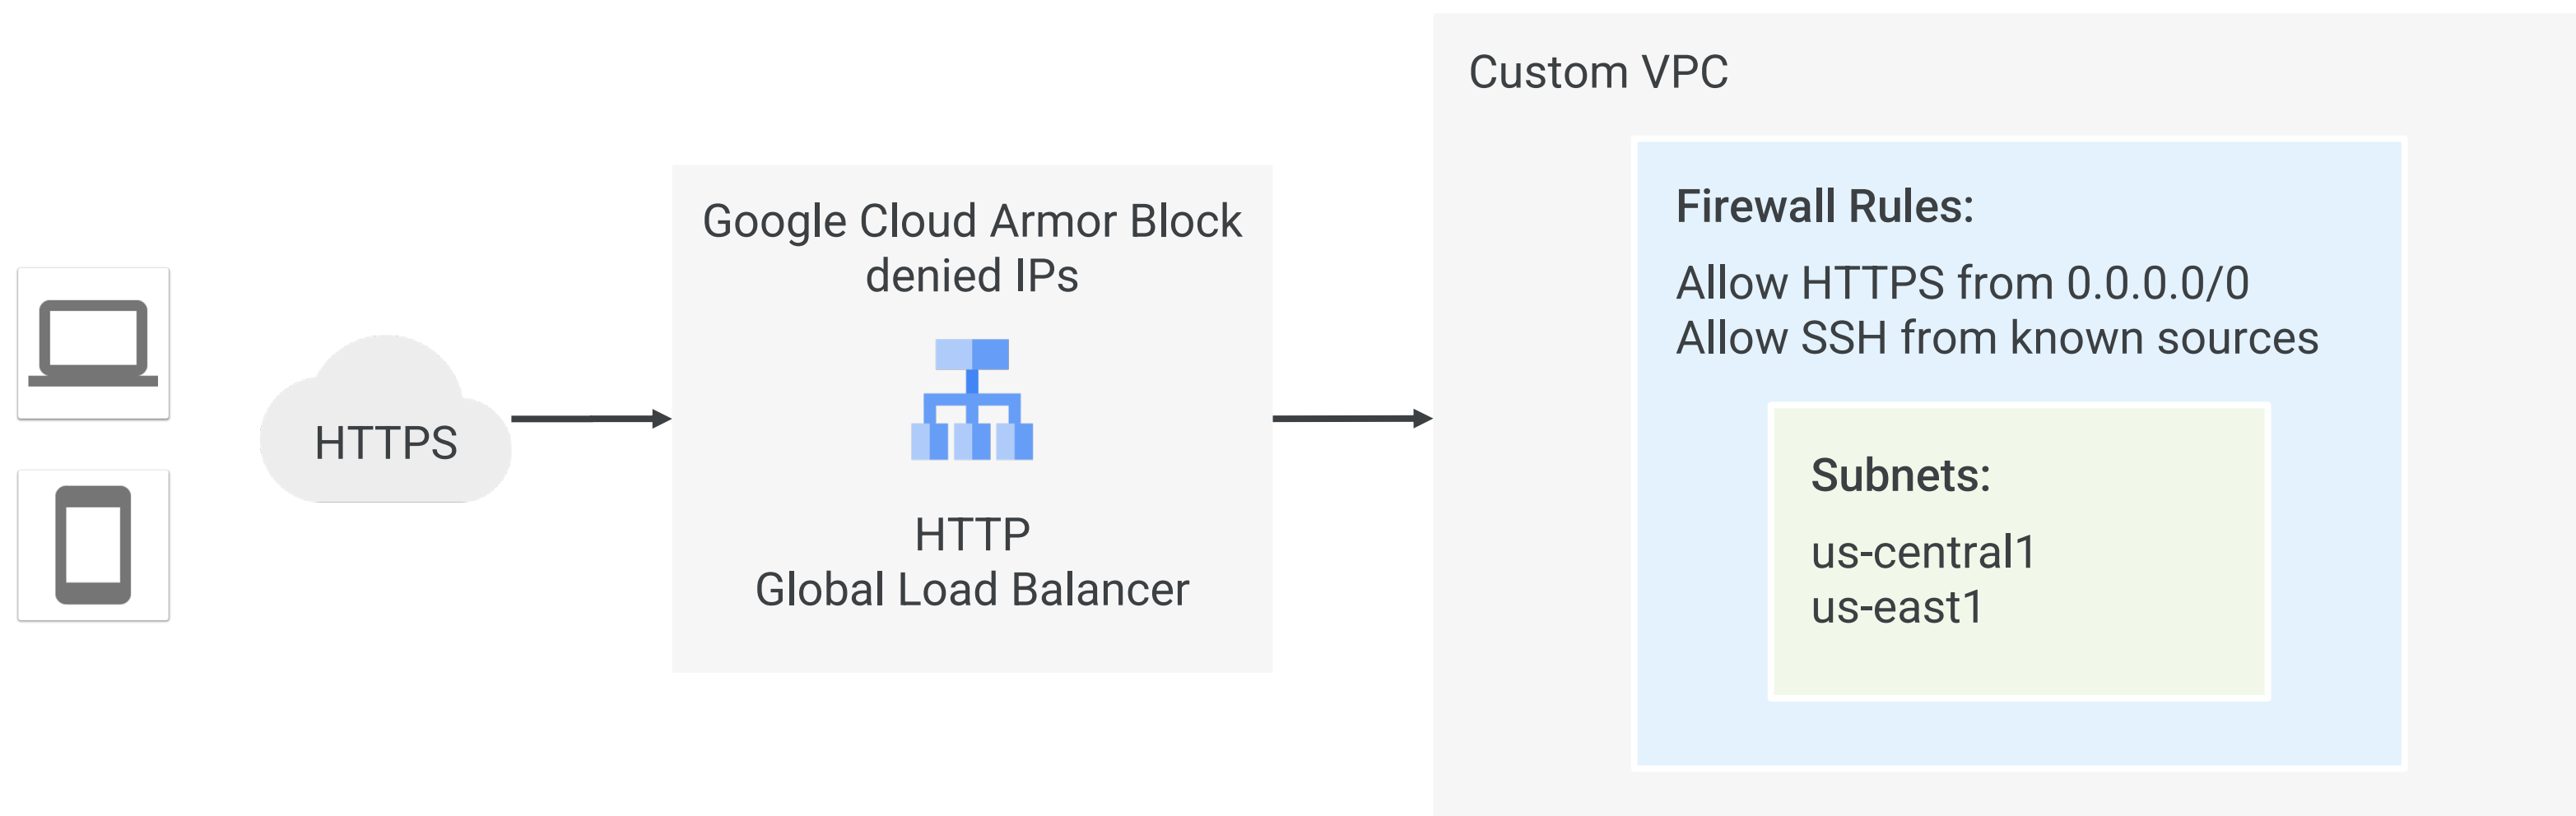 HTTPS
Google Cloud Armor Block
denied IPs
HTTP
Global Load Balancer
Custom VPC
Firewall Rules:
Allow HTTPS from 0.0.0.0/0
Allow SSH from known sources
Subnets:
us-central1
us-east1